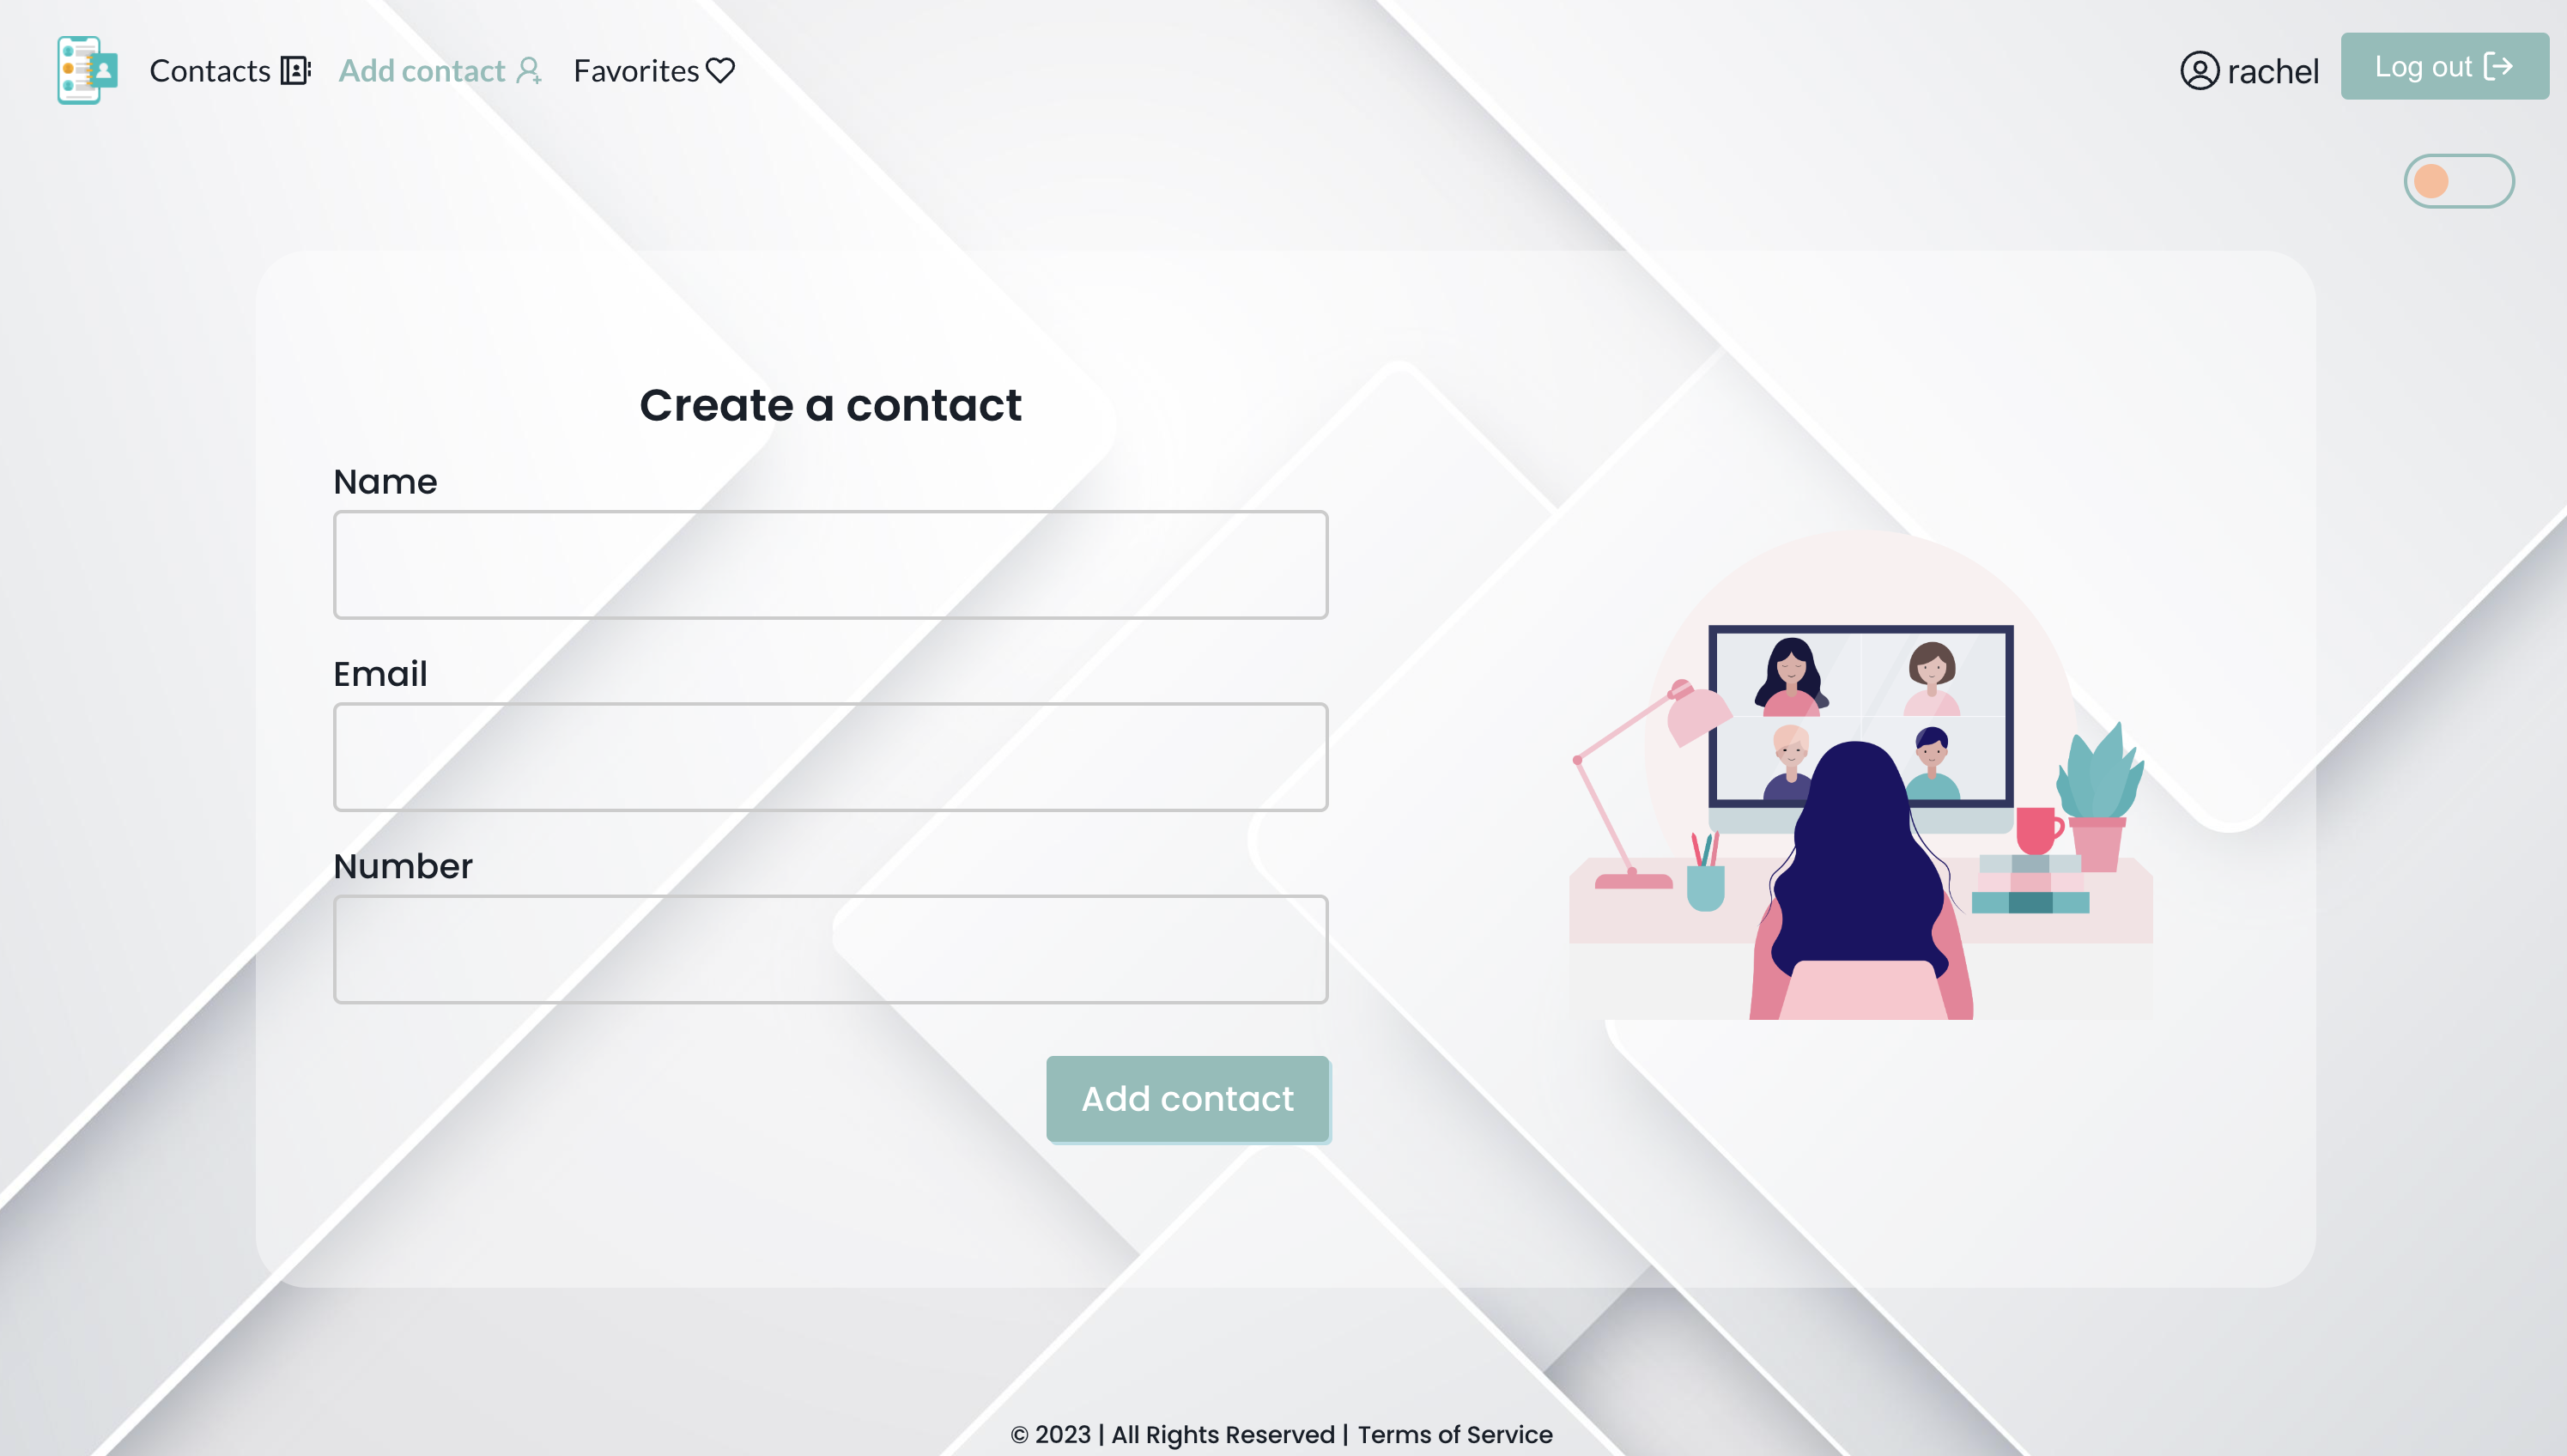 Contacts Add contact Favorites rachel Log out
Create a contact
Name
Email
Number
Add contact
© 2023 | All Rights Reserved | Terms of Service